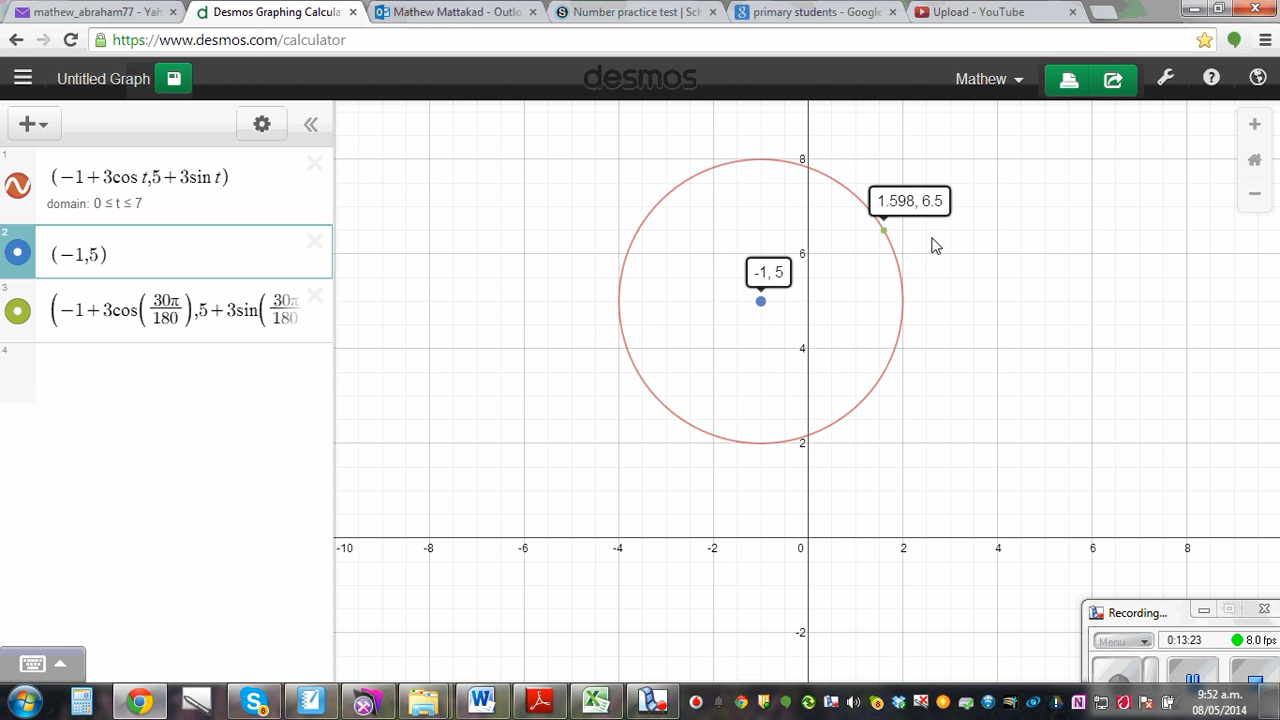 mathew_abraham77 - Yah
Desmos Graphing Calcula
Mathew Mattakad - Outlo
Number practice test | Sch
primary students - Google
Upload - YouTube
https://www.desmos.com/calculator
Untitled Graph
desmos
Mathew
1
(−1+3cos t,5+3sin t)
domain: 0 ≤ t ≤ 7
2
(−1,5)
3
(−1+3cos(30π/180),5+3sin(30π/180
4
8
6
4
2
-2
-10
-8
-6
-4
-2
0
2
4
6
8
1.598, 6.5
-1, 5
Recording...
Menu
0:13:23
8.0 fps
9:52 a.m.
08/05/2014